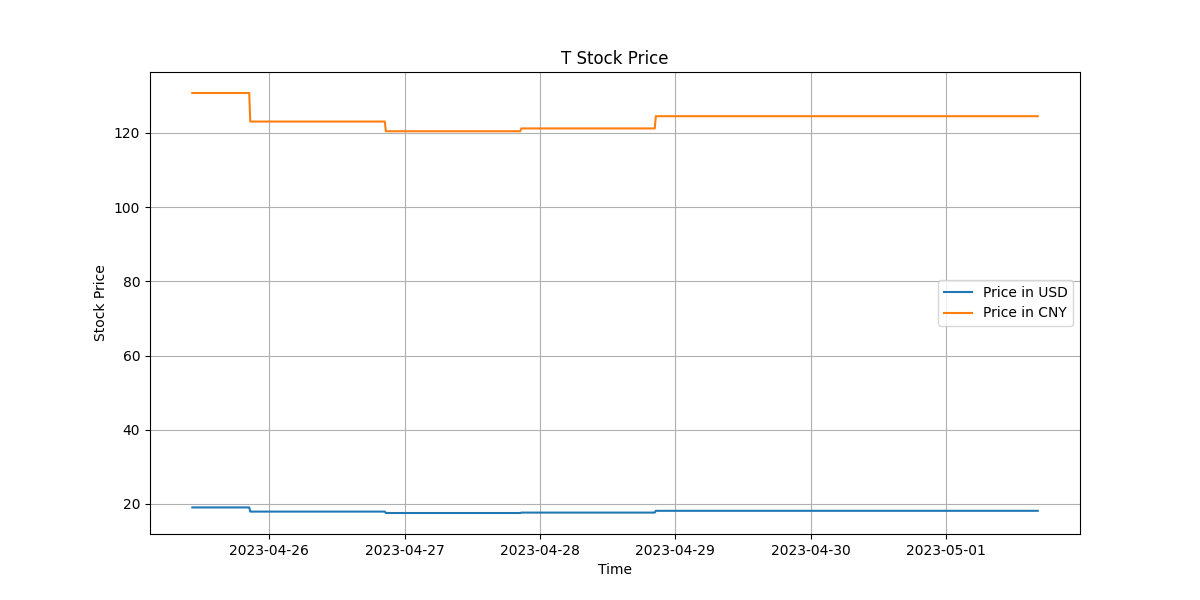 T Stock Price
Stock Price
120
100
80
60
40
20
Price in USD
Price in CNY
2023-04-26
2023-04-27
2023-04-28
2023-04-29
2023-04-30
2023-05-01
Time